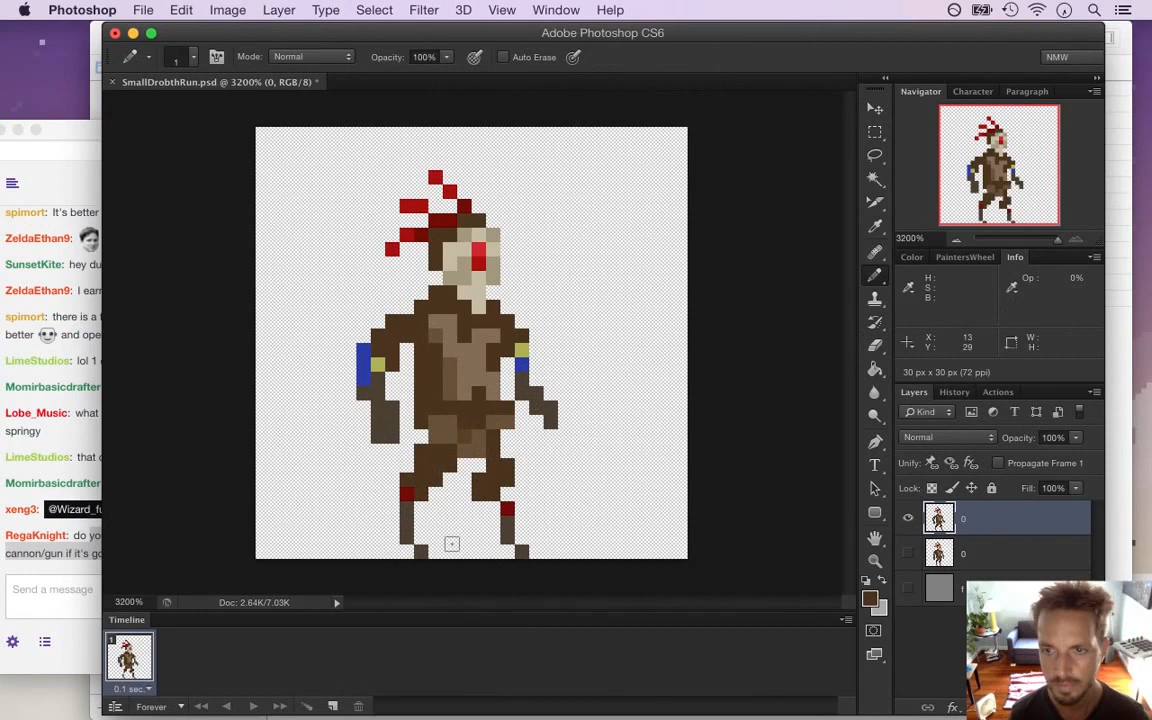 Photoshop File Edit Image Layer Type Select Filter 3D View Window Help
Adobe Photoshop CS6
1 Mode: Normal Opacity: 100% Auto Erase NMW
× SmallDrobthRun.psd @ 3200% (0, RGB/8) *
spimort: It's better
ZeldaEthan9:
SunsetKite: hey du
ZeldaEthan9: I earn
spimort: there is a f
better and ope
LimeStudios: lol 1
Momirbasicdrafter
Lobe_Music: what
springy
LimeStudios: that
Momirbasicdrafter
xeng3: @Wizard_fu
RegaKnight: do yo
cannon/gun if it's go
Send a message
Navigator Character Paragraph
3200%
Color PaintersWheel Info
H: Op: 0%
S:
B:
X: 13 W:
Y: 29 H:
30 px x 30 px (72 ppi)
Layers History Actions
Kind
Normal Opacity: 100%
Unify: Propagate Frame 1
Lock: Fill: 100%
0
0
f
3200% Doc: 2.64K/7.03K
Timeline
1
0.1 sec.
Forever
fx